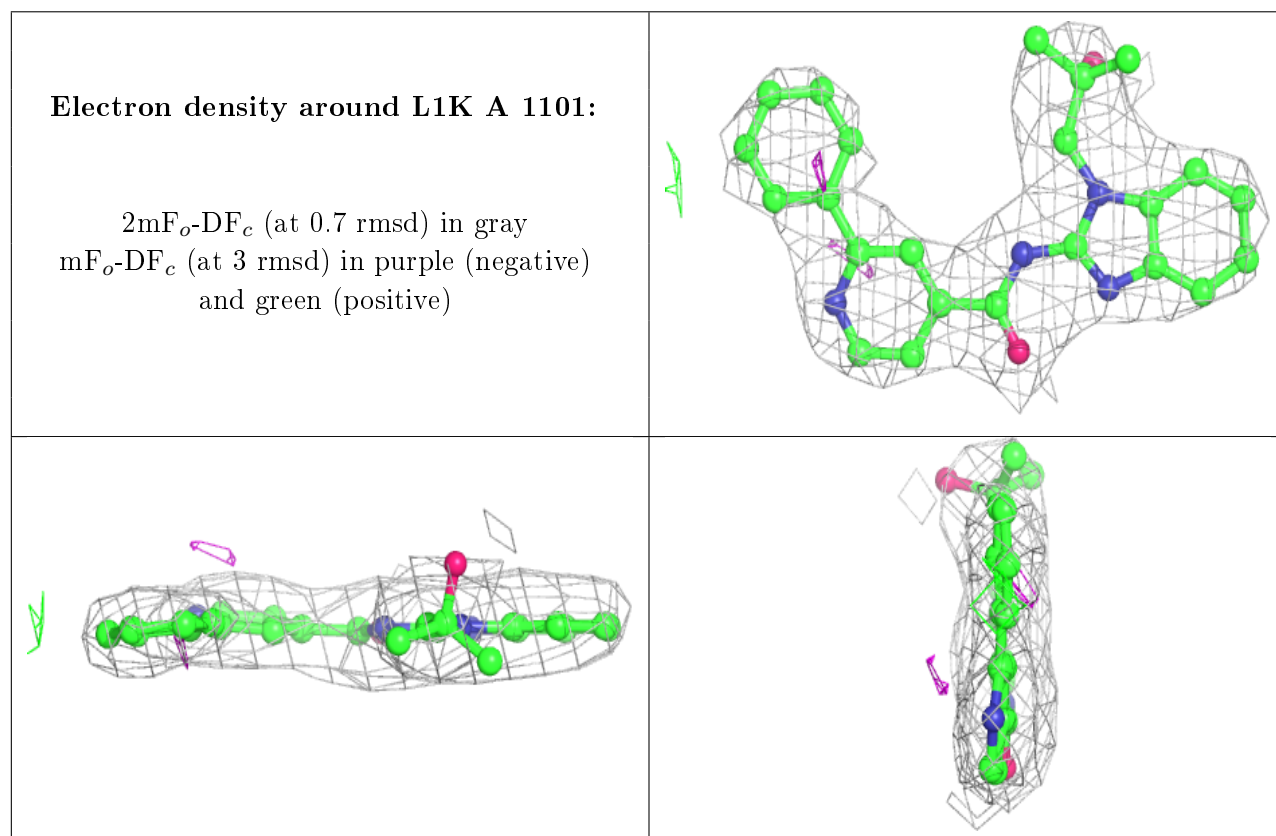 Electron density around L1K A 1101:
2mFo-DFc (at 0.7 rmsd) in gray
mFo-DFc (at 3 rmsd) in purple (negative)
and green (positive)